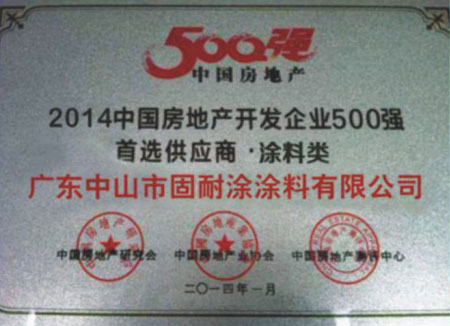 500强
中国房地产
2014中国房地产开发企业500强
首选供应商·涂料类
广东中山市固耐涂涂料有限公司
中国房地产研究会 中国房地产业协会 中国房地产测评中心
二〇一四年一月